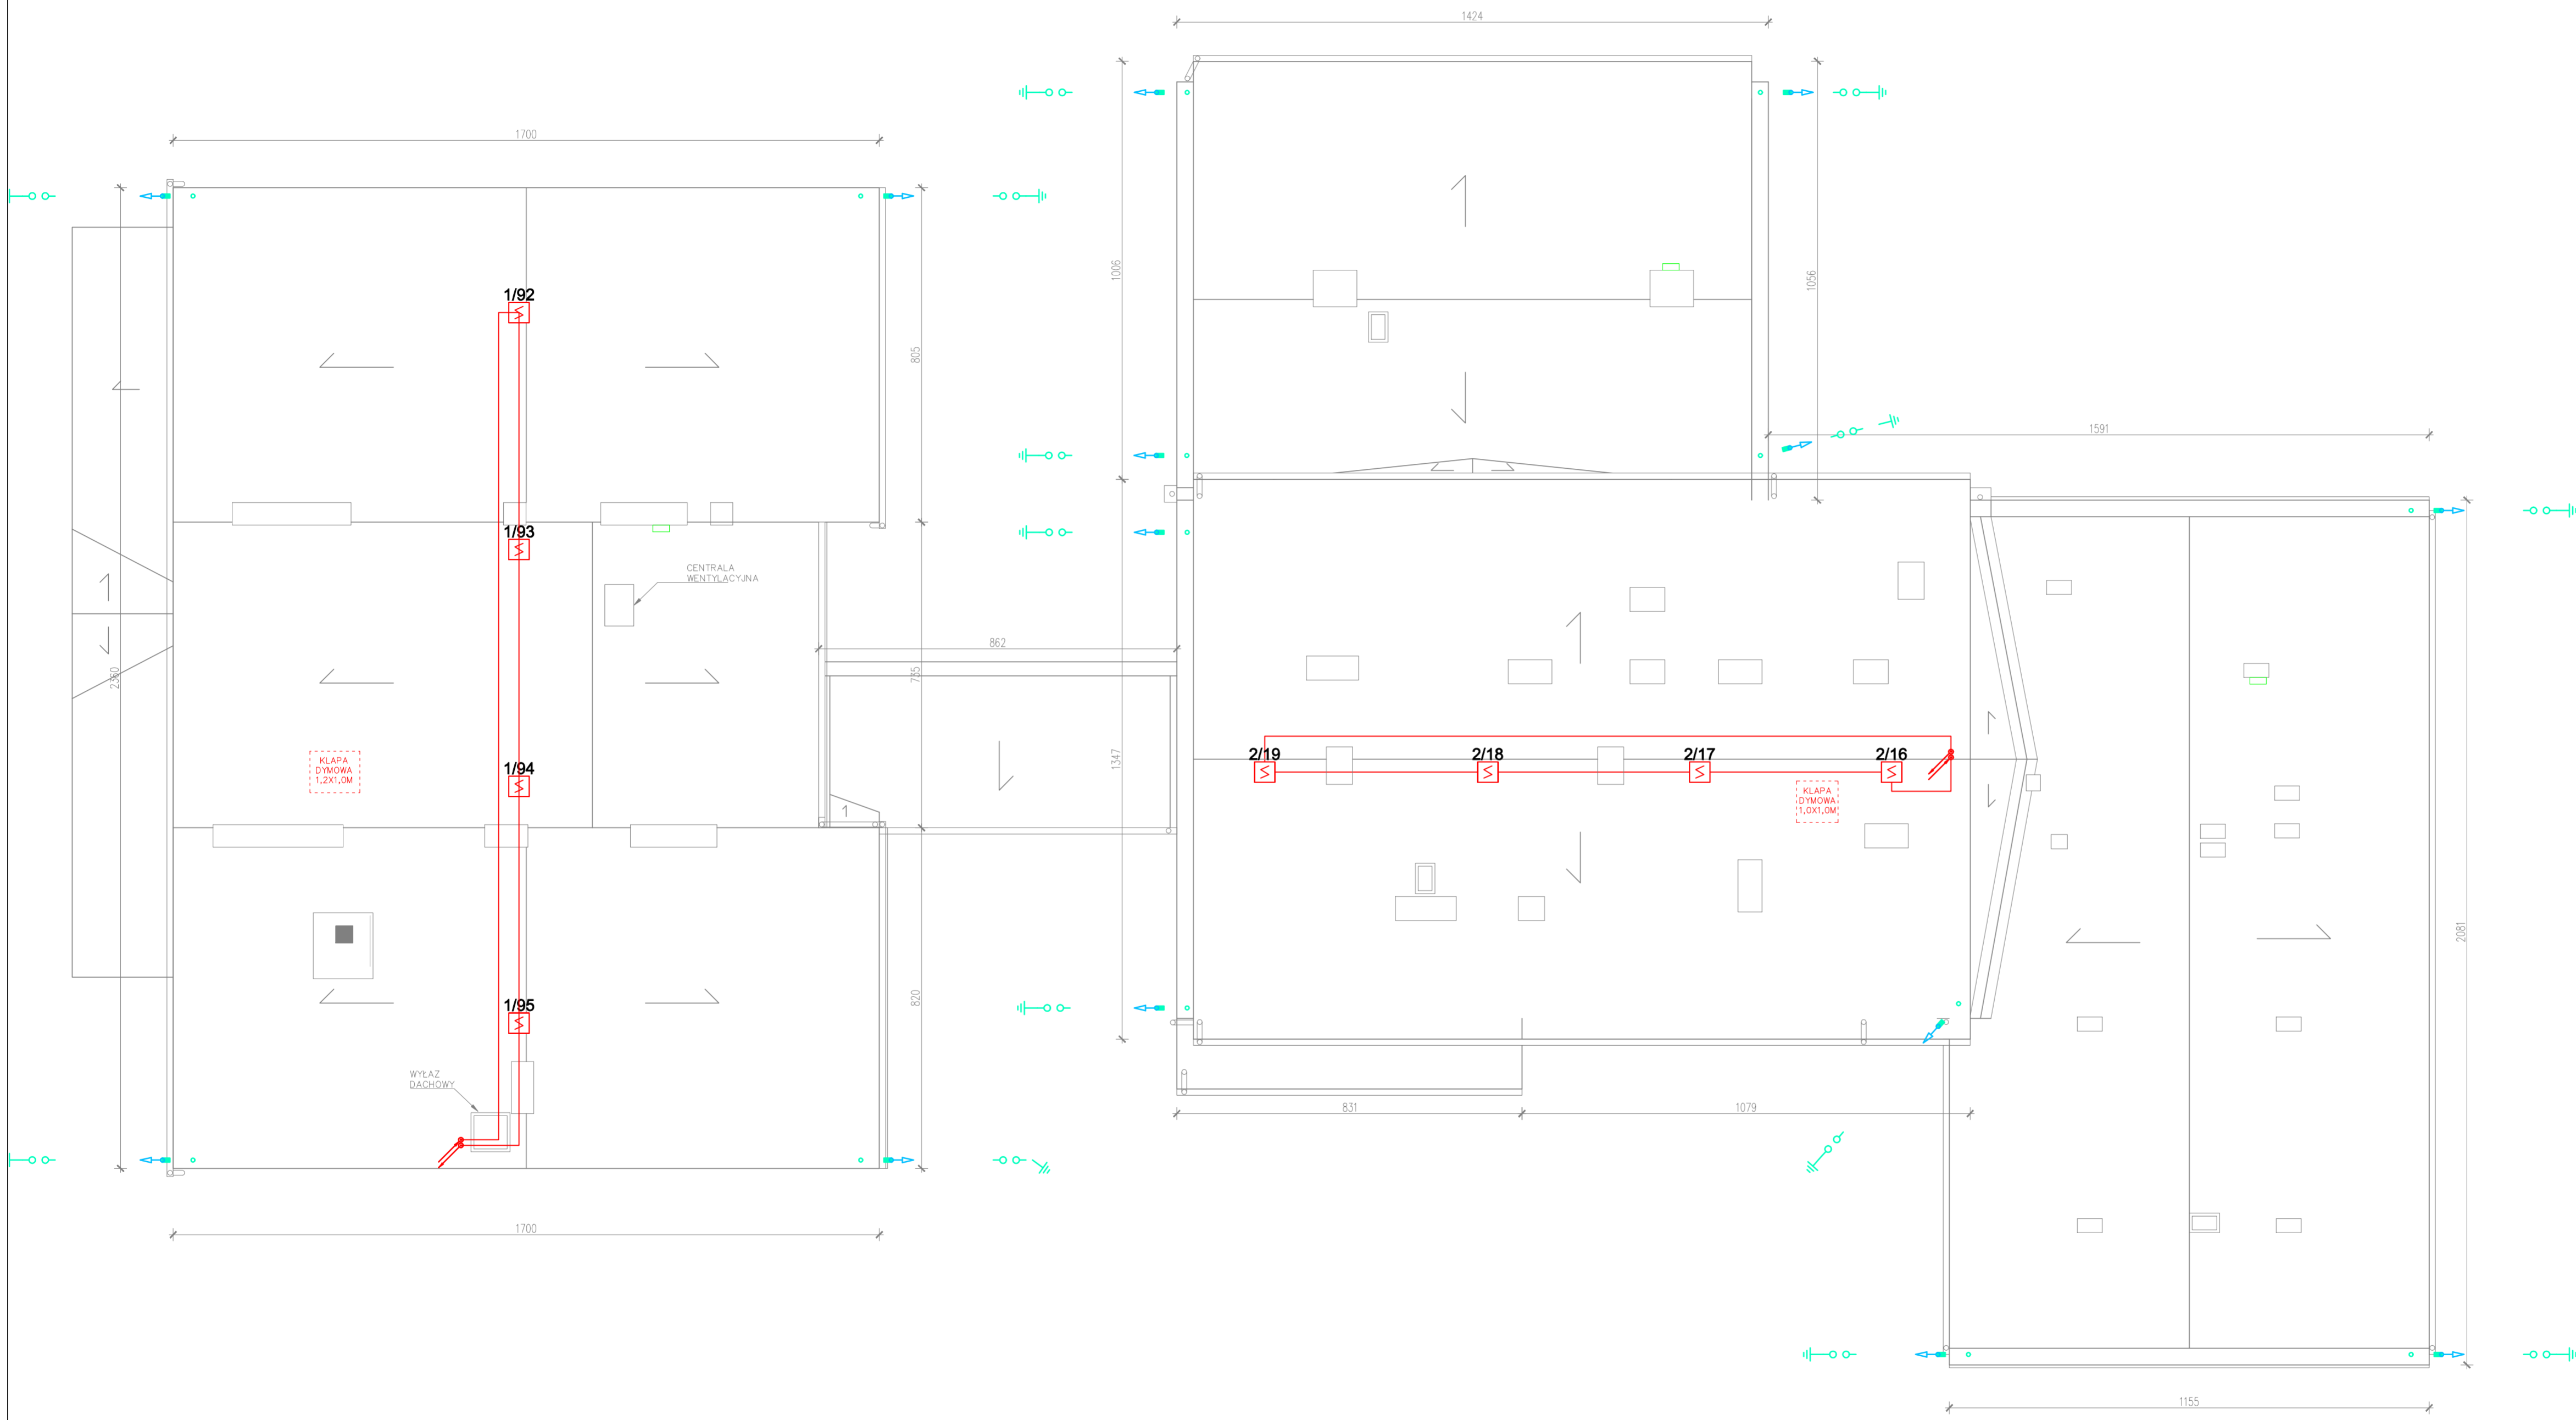 1424
1700
1006
1056
1/92
805
1591
1/93
CENTRALA
WENTYLACYJNA
862
2360
735
1347
2/19
2/18
2/17
2/16
KLAPA
DYMOWA
1,2X1,0M
1/94
KLAPA
DYMOWA
1,0X1,0M
2081
820
1/95
WYŁAZ
DACHOWY
831
1079
1700
1155